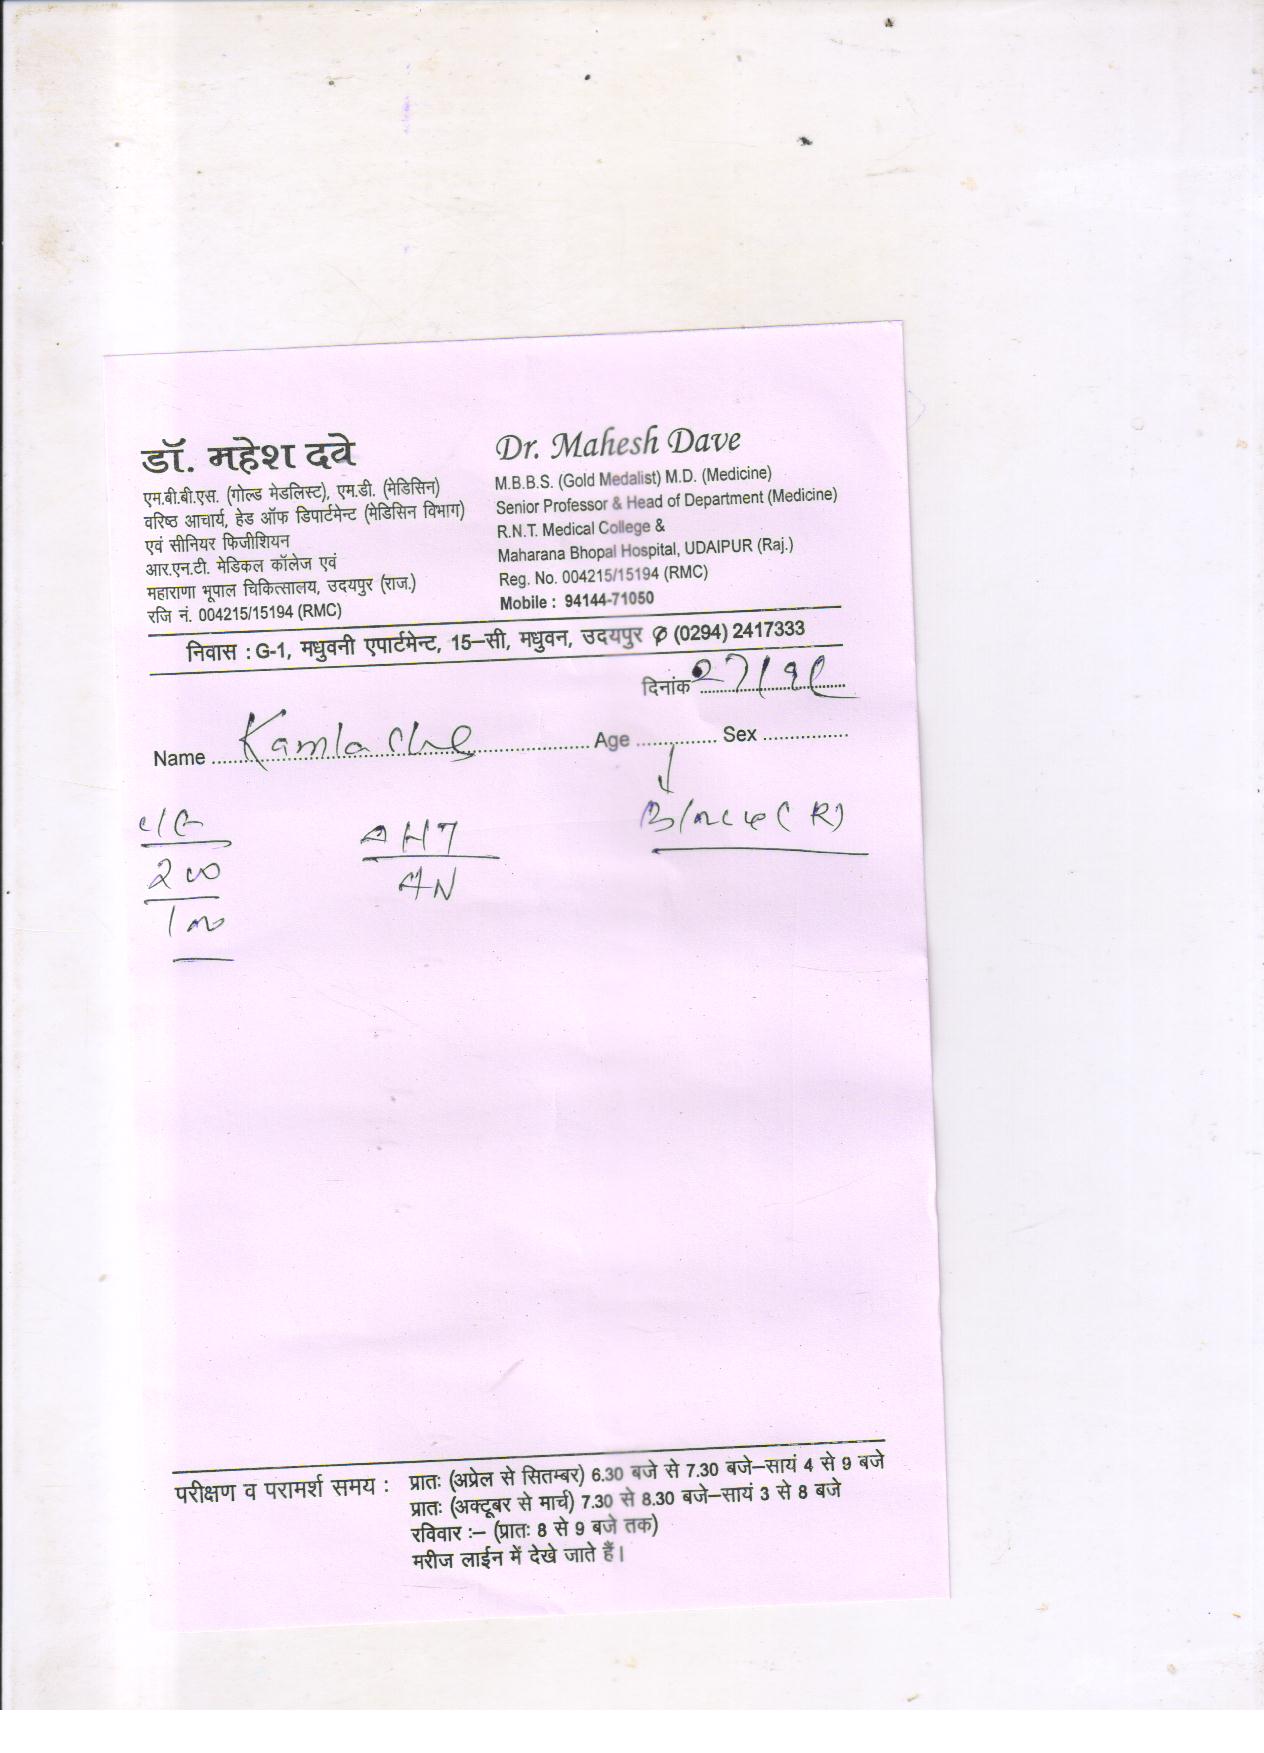 डॉ. महेश दवे
एम.बी.बी.एस. (गोल्ड मेडलिस्ट), एम.डी. (मेडिसिन)
वरिष्ठ आचार्य, हेड ऑफ डिपार्टमेन्ट (मेडिसिन विभाग)
एवं सीनियर फिजीशियन
आर.एन.टी. मेडिकल कॉलेज एवं
महाराणा भूपाल चिकित्सालय, उदयपुर (राज.)
रजि नं. 004215/15194 (RMC)
Dr. Mahesh Dave
M.B.B.S. (Gold Medalist) M.D. (Medicine)
Senior Professor & Head of Department (Medicine)
R.N.T. Medical College &
Maharana Bhopal Hospital, UDAIPUR (Raj.)
Reg. No. 004215/15194 (RMC)
Mobile : 94144-71050
निवास : G-1, मधुवनी एपार्टमेन्ट, 15–सी, मधुवन, उदयपुर ✆ (0294) 2417333
दिनांक
Name Kamla Age Sex
200
AHT
AN
परीक्षण व परामर्श समय : प्रातः (अप्रेल से सितम्बर) 6.30 बजे से 7.30 बजे–सायं 4 से 9 बजे
प्रातः (अक्टूबर से मार्च) 7.30 से 8.30 बजे–सायं 3 से 8 बजे
रविवार :– (प्रातः 8 से 9 बजे तक)
मरीज लाईन में देखे जाते हैं।